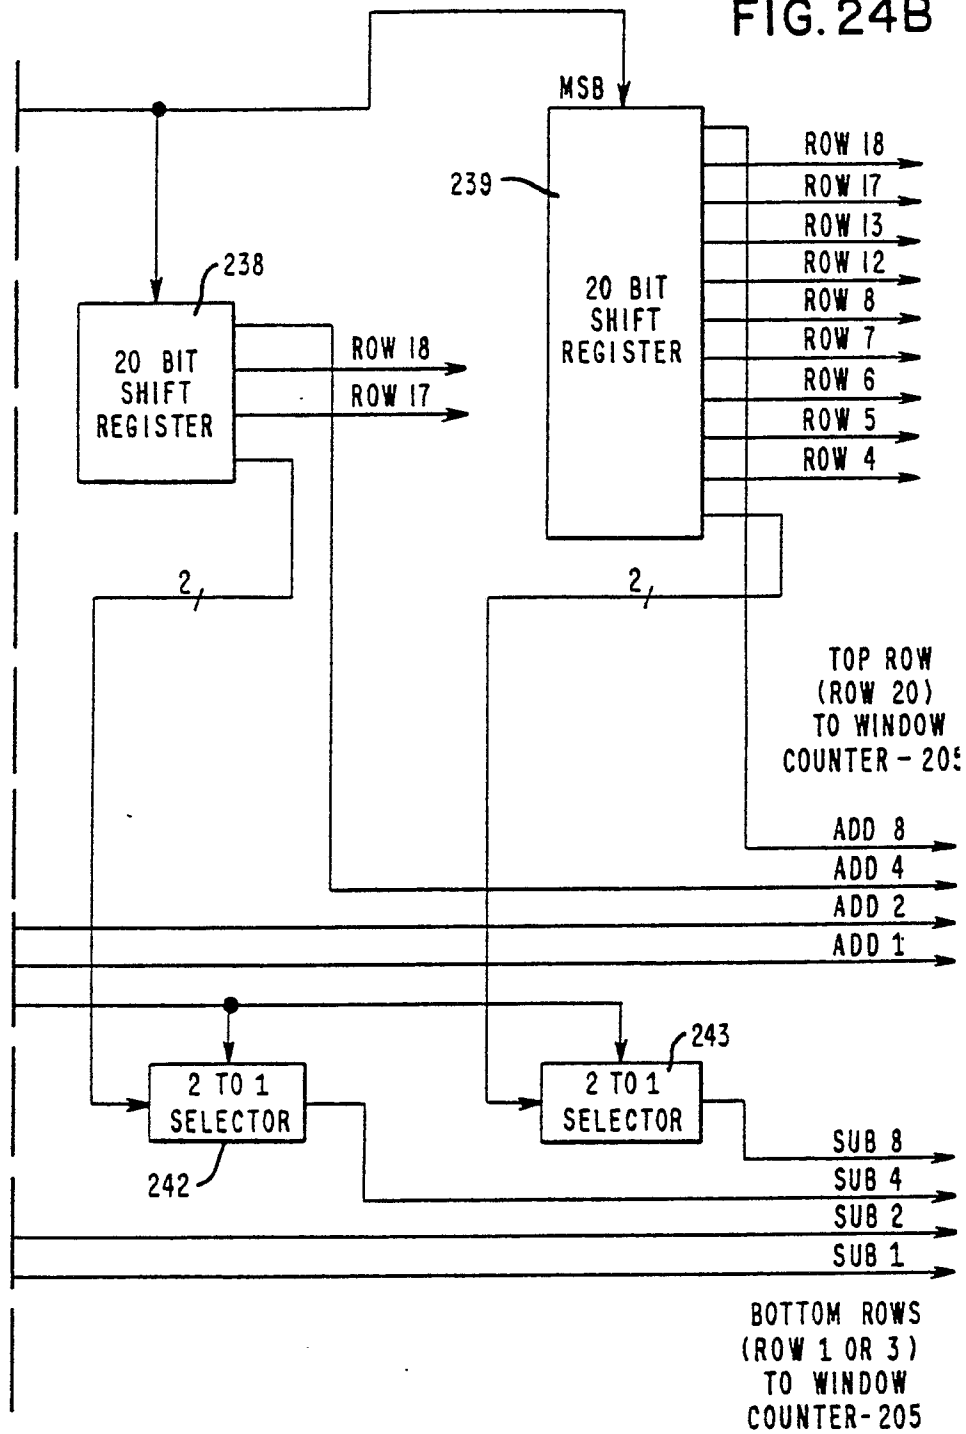 FIG. 24B
MSB
239
20 BIT
SHIFT
REGISTER
ROW 18
ROW 17
ROW 13
ROW 12
ROW 8
ROW 7
ROW 6
ROW 5
ROW 4
238
20 BIT
SHIFT
REGISTER
ROW 18
ROW 17
2
2
TOP ROW
(ROW 20)
TO WINDOW
COUNTER-205
ADD 8
ADD 4
ADD 2
ADD 1
243
2 TO 1
SELECTOR
2 TO 1
SELECTOR
242
SUB 8
SUB 4
SUB 2
SUB 1
BOTTOM ROWS
(ROW 1 OR 3)
TO WINDOW
COUNTER-205